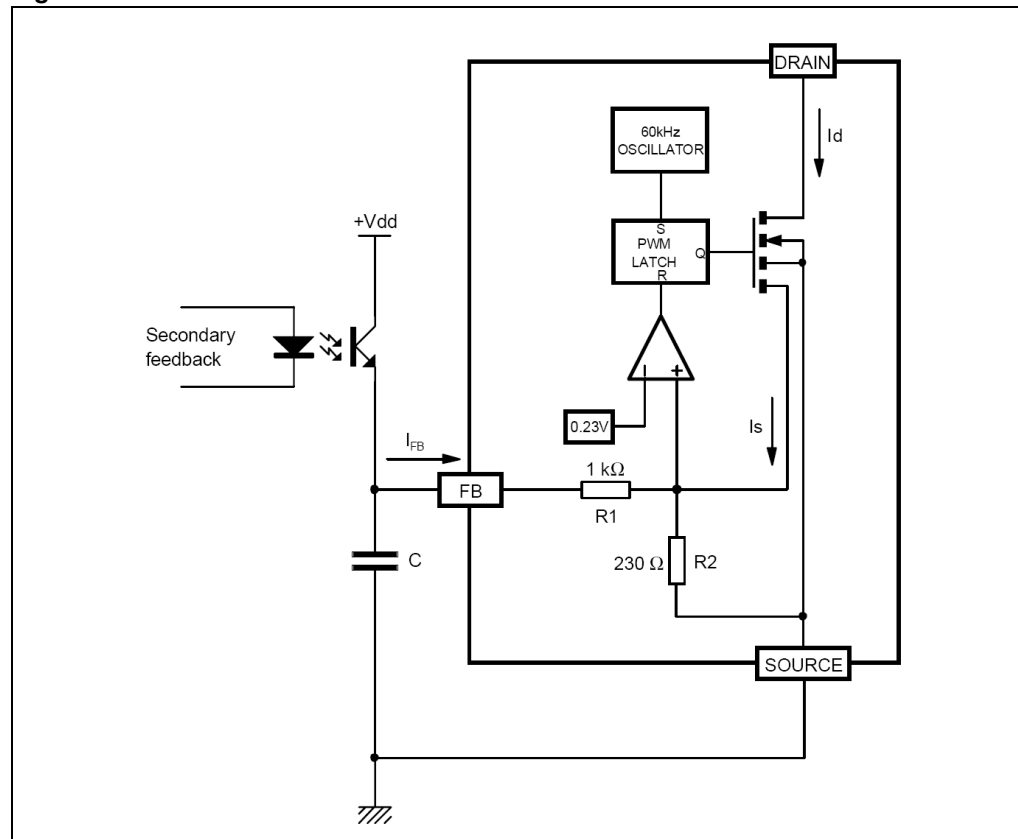 DRAIN
60kHz
OSCILLATOR
Id
+Vdd
S
PWM
LATCH
Q
R
Secondary
feedback
- +
0.23V
Is
IFB
1 kΩ
FB
R1
C
230 Ω
R2
SOURCE